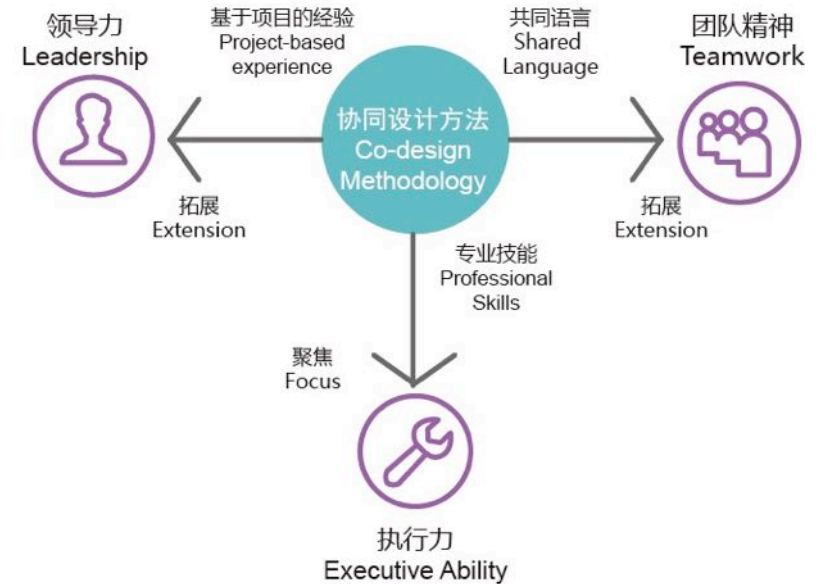 领导力
Leadership
基于项目的经验
Project-based
experience
共同语言
Shared
Language
团队精神
Teamwork
协同设计方法
Co-design
Methodology
拓展
Extension
拓展
Extension
专业技能
Professional
Skills
聚焦
Focus
执行力
Executive Ability